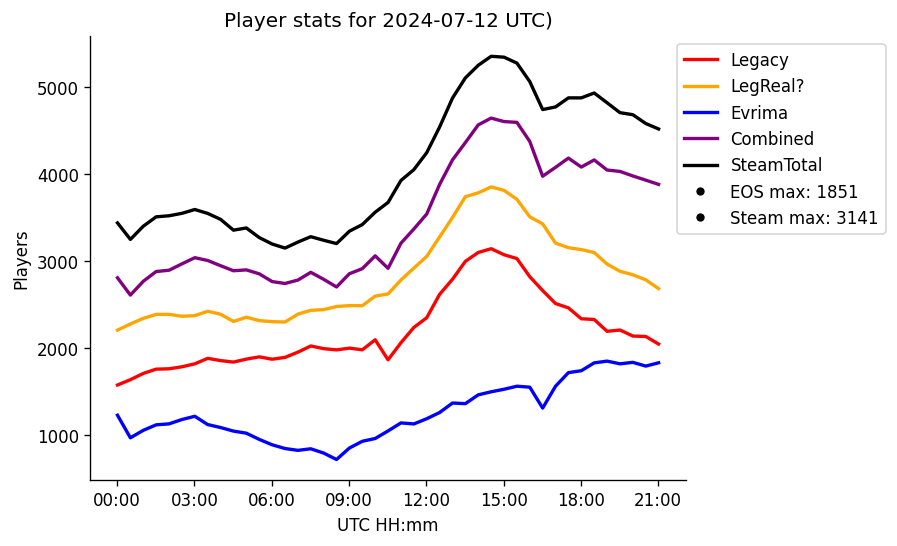 Player stats for 2024-07-12 UTC)
Legacy
LegReal?
Evrima
Combined
SteamTotal
EOS max: 1851
Steam max: 3141
Players
5000
4000
3000
2000
1000
00:00 03:00 06:00 09:00 12:00 15:00 18:00 21:00
UTC HH:mm